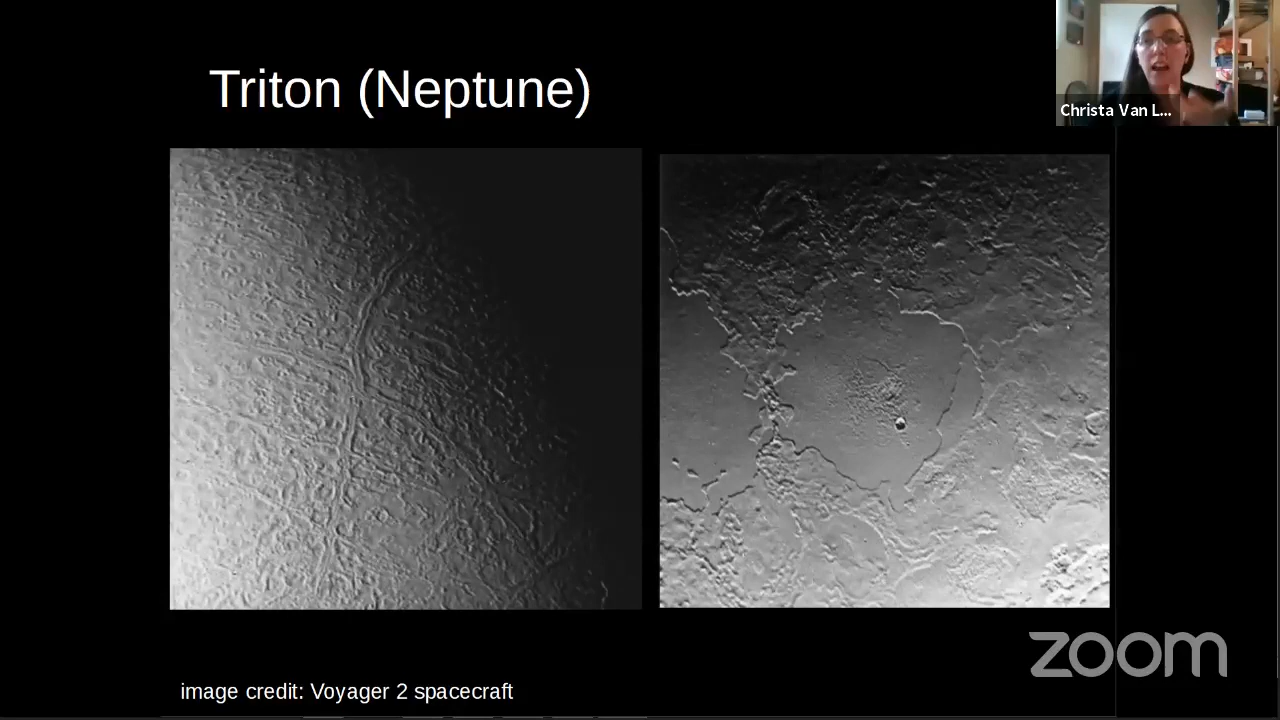 Triton (Neptune)
Christa Van L...
zoom
image credit: Voyager 2 spacecraft